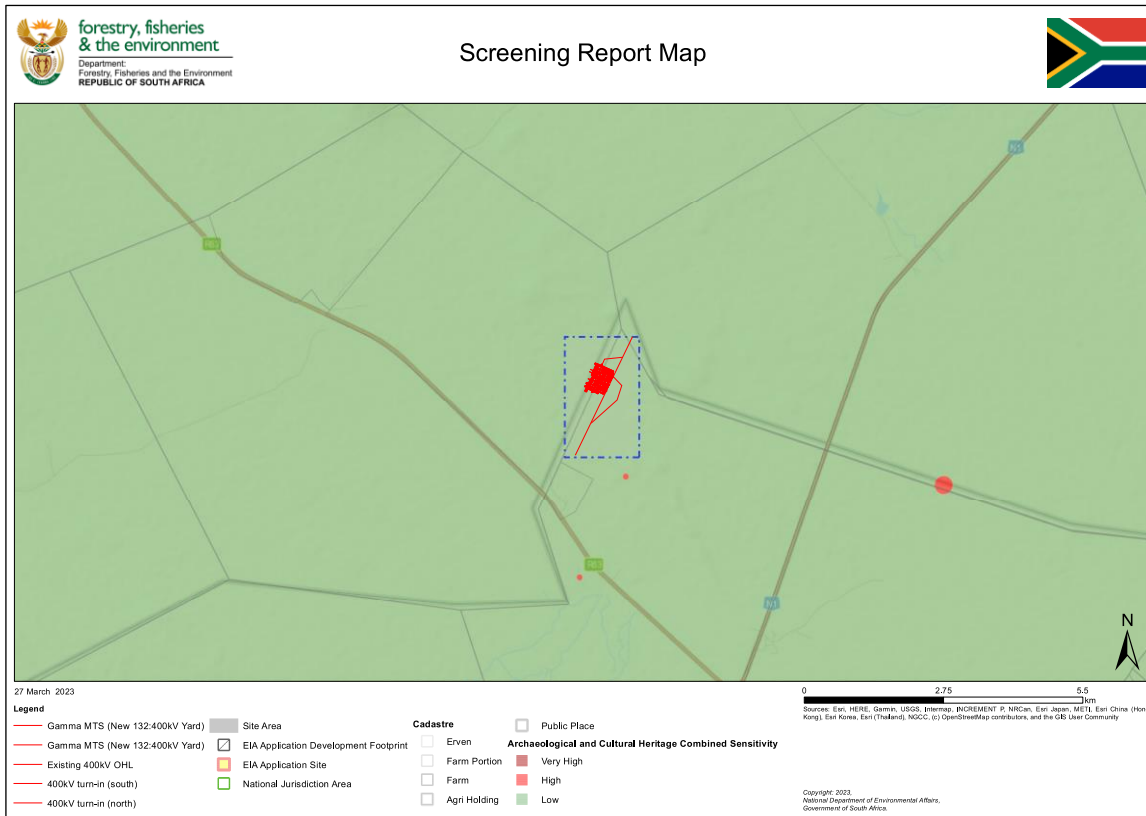 forestry, fisheries
& the environment
Department:
Forestry, Fisheries and the Environment
REPUBLIC OF SOUTH AFRICA
Screening Report Map
N1
R63
N1
N
27 March 2023
Legend
Gamma MTS (New 132:400kV Yard)
Gamma MTS (New 132:400kV Yard)
Existing 400kV OHL
400kV turn-in (south)
400kV turn-in (north)
Site Area
EIA Application Development Footprint
EIA Application Site
National Jurisdiction Area
Cadastre
Erven
Farm Portion
Farm
Agri Holding
Public Place
Archaeological and Cultural Heritage Combined Sensitivity
Very High
High
Low
0 2.75 5.5
km
Sources: Esri, HERE, Garmin, USGS, Intermap, INCREMENT P, NRCan, Esri Japan, METI, Esri China (Hong
Kong), Esri Korea, Esri (Thailand), NGCC, (c) OpenStreetMap contributors, and the GIS User Community
Copyright: 2023,
National Department of Environmental Affairs,
Government of South Africa.